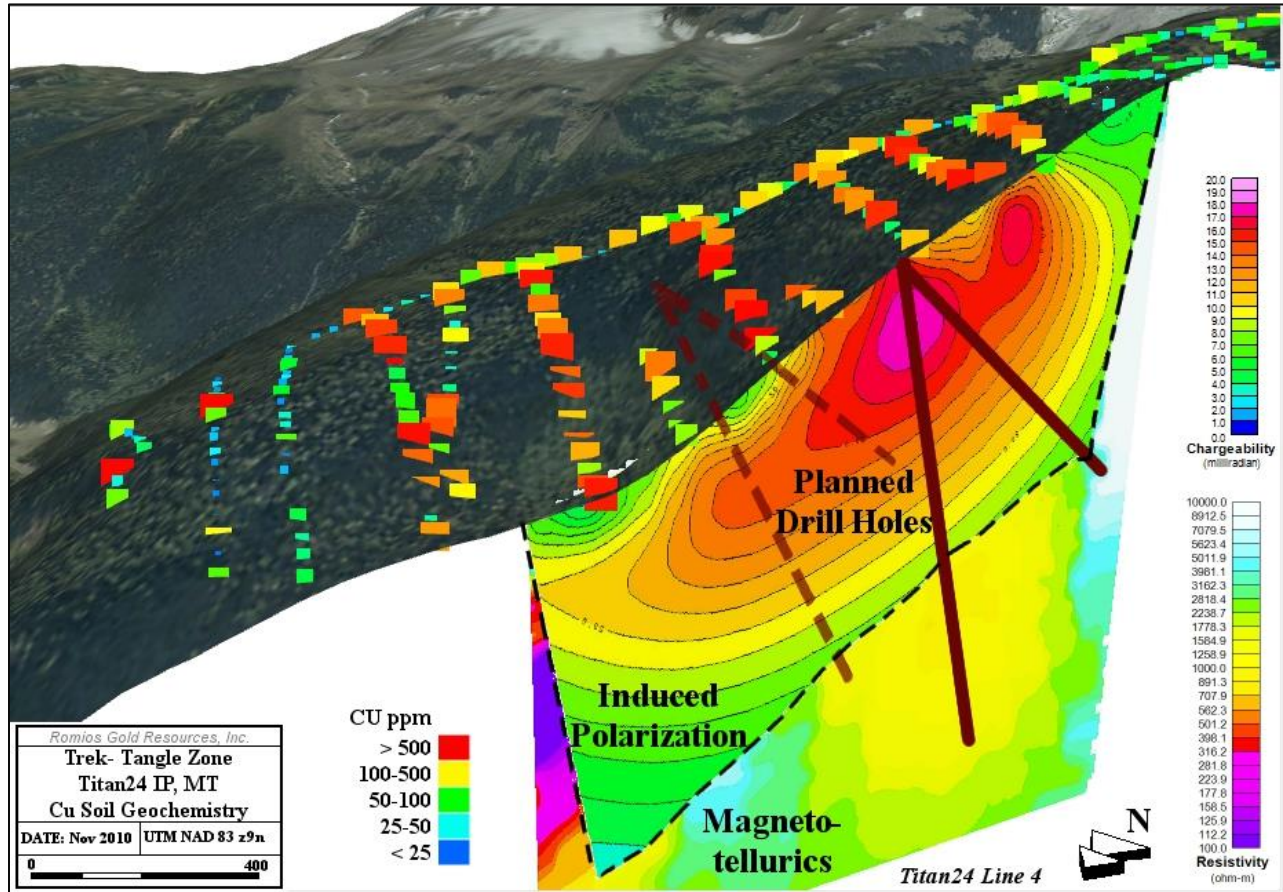 20.0
19.0
18.0
17.0
16.0
15.0
14.0
13.0
12.0
11.0
10.0
9.0
8.0
7.0
6.0
5.0
4.0
3.0
2.0
1.0
0.0
Chargeability
(milliradian)
Planned
Drill Holes
10000.0
8912.5
7079.5
5623.4
5011.9
3981.1
3162.3
2818.4
2238.7
1778.3
1584.9
1258.9
1000.0
891.3
707.9
562.3
501.2
398.1
316.2
281.8
223.9
177.8
158.5
125.9
112.2
100.0
Resistivity
(ohm-m)
Induced
Polarization
CU ppm
> 500
100-500
50-100
25-50
< 25
Romios Gold Resources, Inc.
Trek- Tangle Zone
Titan24 IP, MT
Cu Soil Geochemistry
DATE: Nov 2010 UTM NAD 83 z9n
0 400
Magneto-
tellurics
N
Titan24 Line 4